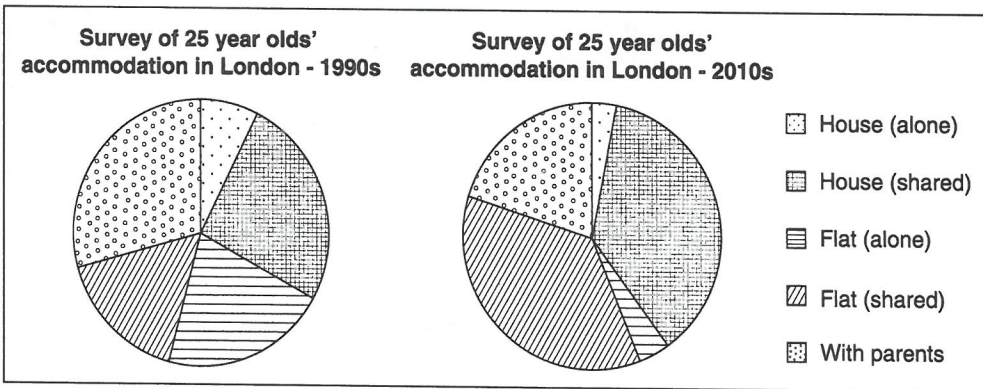 Survey of 25 year olds’
accommodation in London - 1990s
Survey of 25 year olds’
accommodation in London - 2010s
House (alone)
House (shared)
Flat (alone)
Flat (shared)
With parents